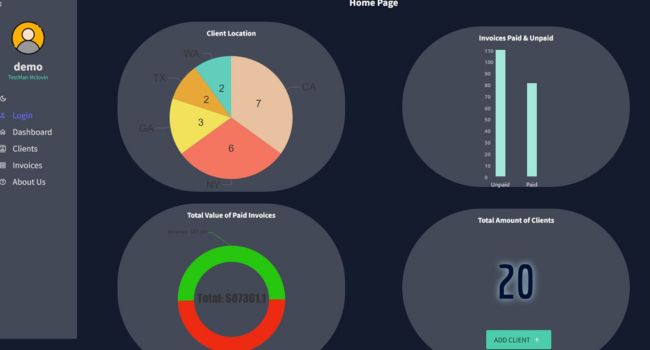 Home Page
demo
TestMan Mclovin
Login
Dashboard
Clients
Invoices
About Us
Client Location
WA
TX
CA
GA
NY
2
2
7
3
6
Invoices Paid & Unpaid
110
100
90
80
70
60
50
40
30
20
10
0
Unpaid
Paid
Total Value of Paid Invoices
Total: $87361.1
Total Amount of Clients
20
ADD CLIENT +